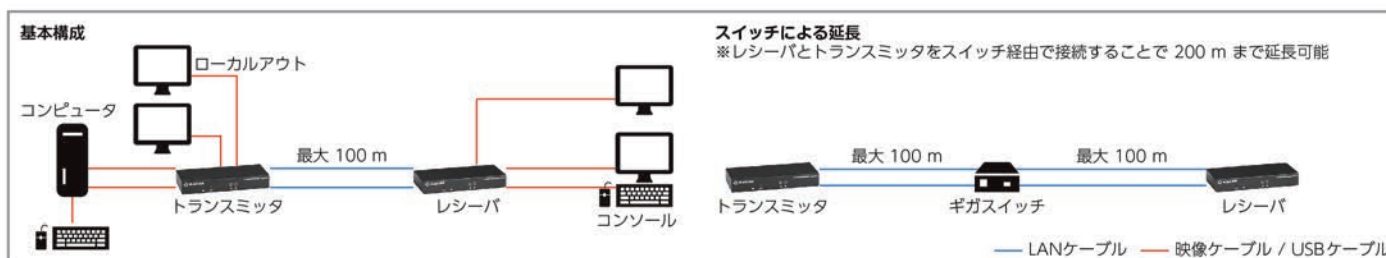 基本構成
ローカルアウト
コンピュータ
最大 100 m
トランスミッタ
レシーバ
コンソール
スイッチによる延長
※レシーバとトランスミッタをスイッチ経由で接続することで 200 m まで延長可能
最大 100 m
最大 100 m
トランスミッタ
ギガスイッチ
レシーバ
LANケーブル
映像ケーブル / USBケーブル